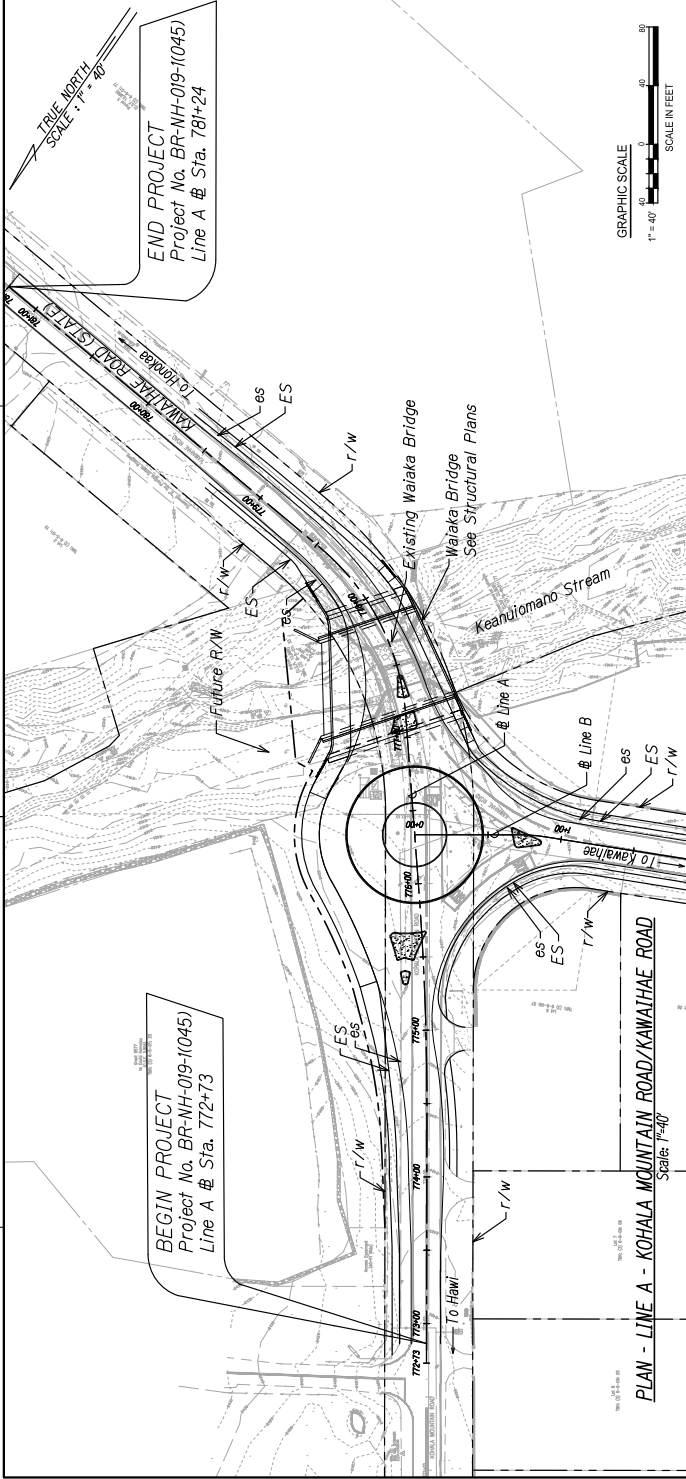 TRUE NORTH
SCALE : 1" = 40'
END PROJECT
Project No. BR-NH-019-1(045)
Line A ⅊ Sta. 781+24
BEGIN PROJECT
Project No. BR-NH-019-1(045)
Line A ⅊ Sta. 772+73
KAWAIHAE ROAD (STATE)
To Honokaa
781+00
780+00
779+00
778+00
777+00
776+00
775+00
774+00
773+00
772+73
0+00
1+00
es
ES
r/w
r/w
ES
es
Future R/W
Existing Waiaka Bridge
Waiaka Bridge
See Structural Plans
Keanuiomano Stream
⅊ Line A
⅊ Line B
es
ES
r/w
To Kawaihae
es
ES
r/w
ES
es
r/w
r/w
To Hawi
KOHALA MOUNTAIN ROAD
PLAN - LINE A - KOHALA MOUNTAIN ROAD/KAWAIHAE ROAD
Scale: 1"=40'
GRAPHIC SCALE
40 0 40 80
1" = 40'
SCALE IN FEET